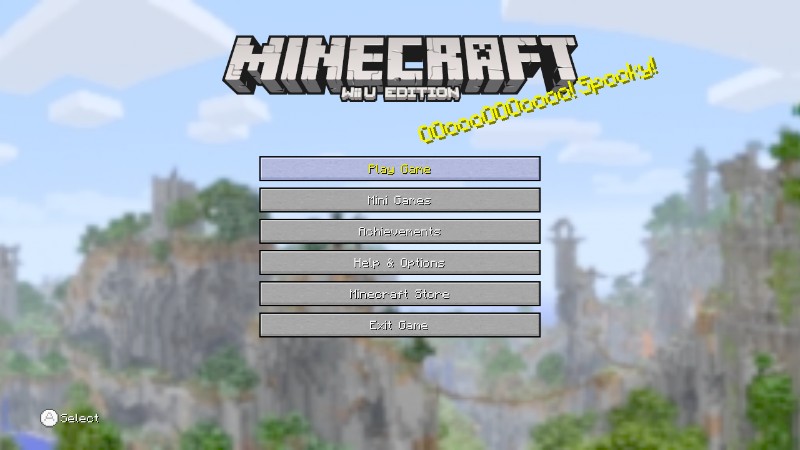 MINECRAFT
Wii U EDITION
OOoooOOOoooo! Spooky!
Play Game
Mini Games
Achievements
Help & Options
Minecraft Store
Exit Game
A Select